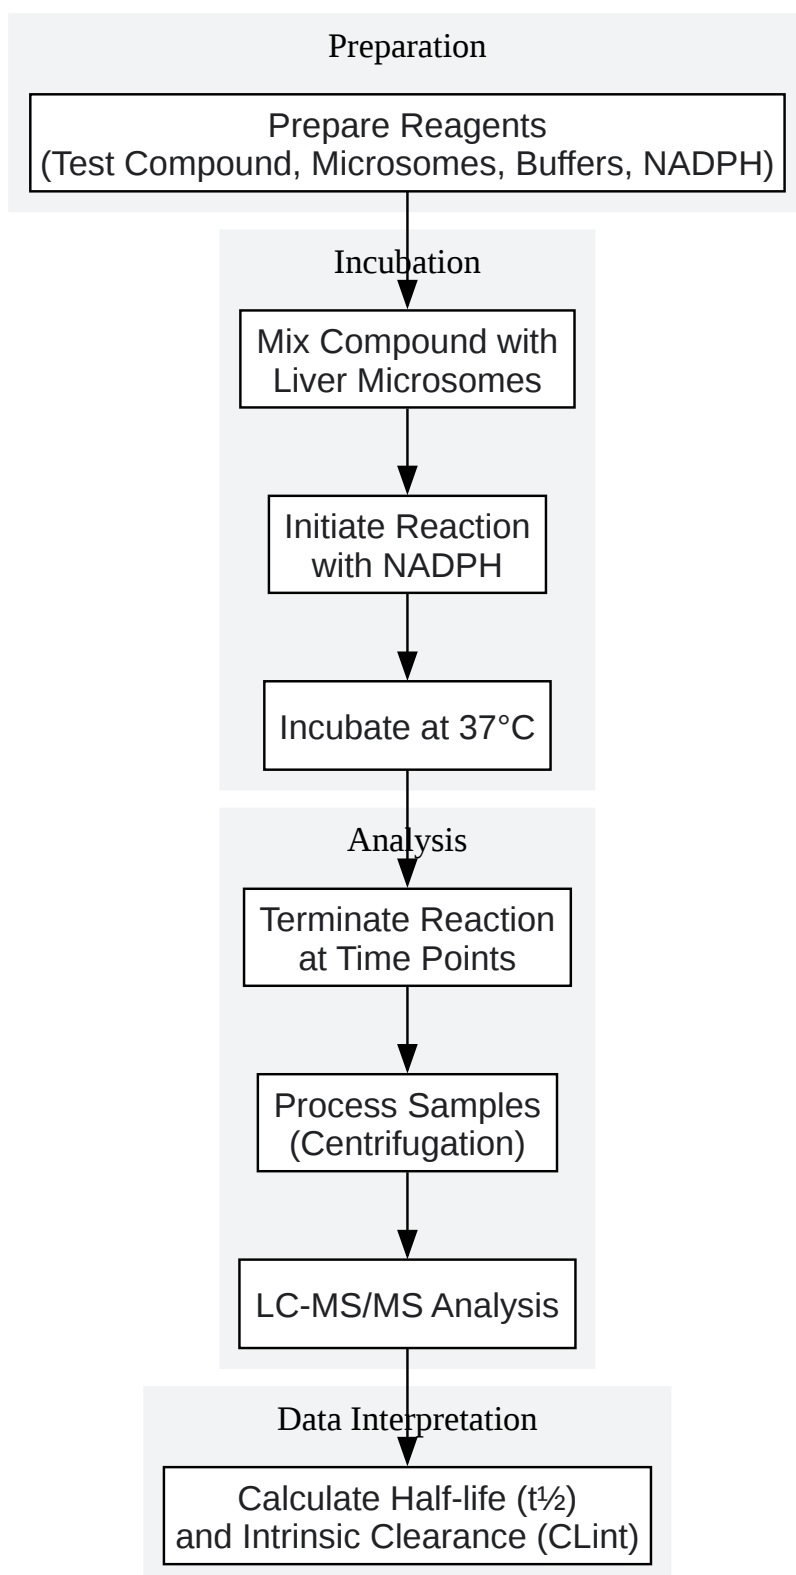 Preparation
Prepare Reagents
(Test Compound, Microsomes, Buffers, NADPH)
Incubation
Mix Compound with
Liver Microsomes
Initiate Reaction
with NADPH
Incubate at 37°C
Analysis
Terminate Reaction
at Time Points
Process Samples
(Centrifugation)
LC-MS/MS Analysis
Data Interpretation
Calculate Half-life (t½)
and Intrinsic Clearance (CLint)